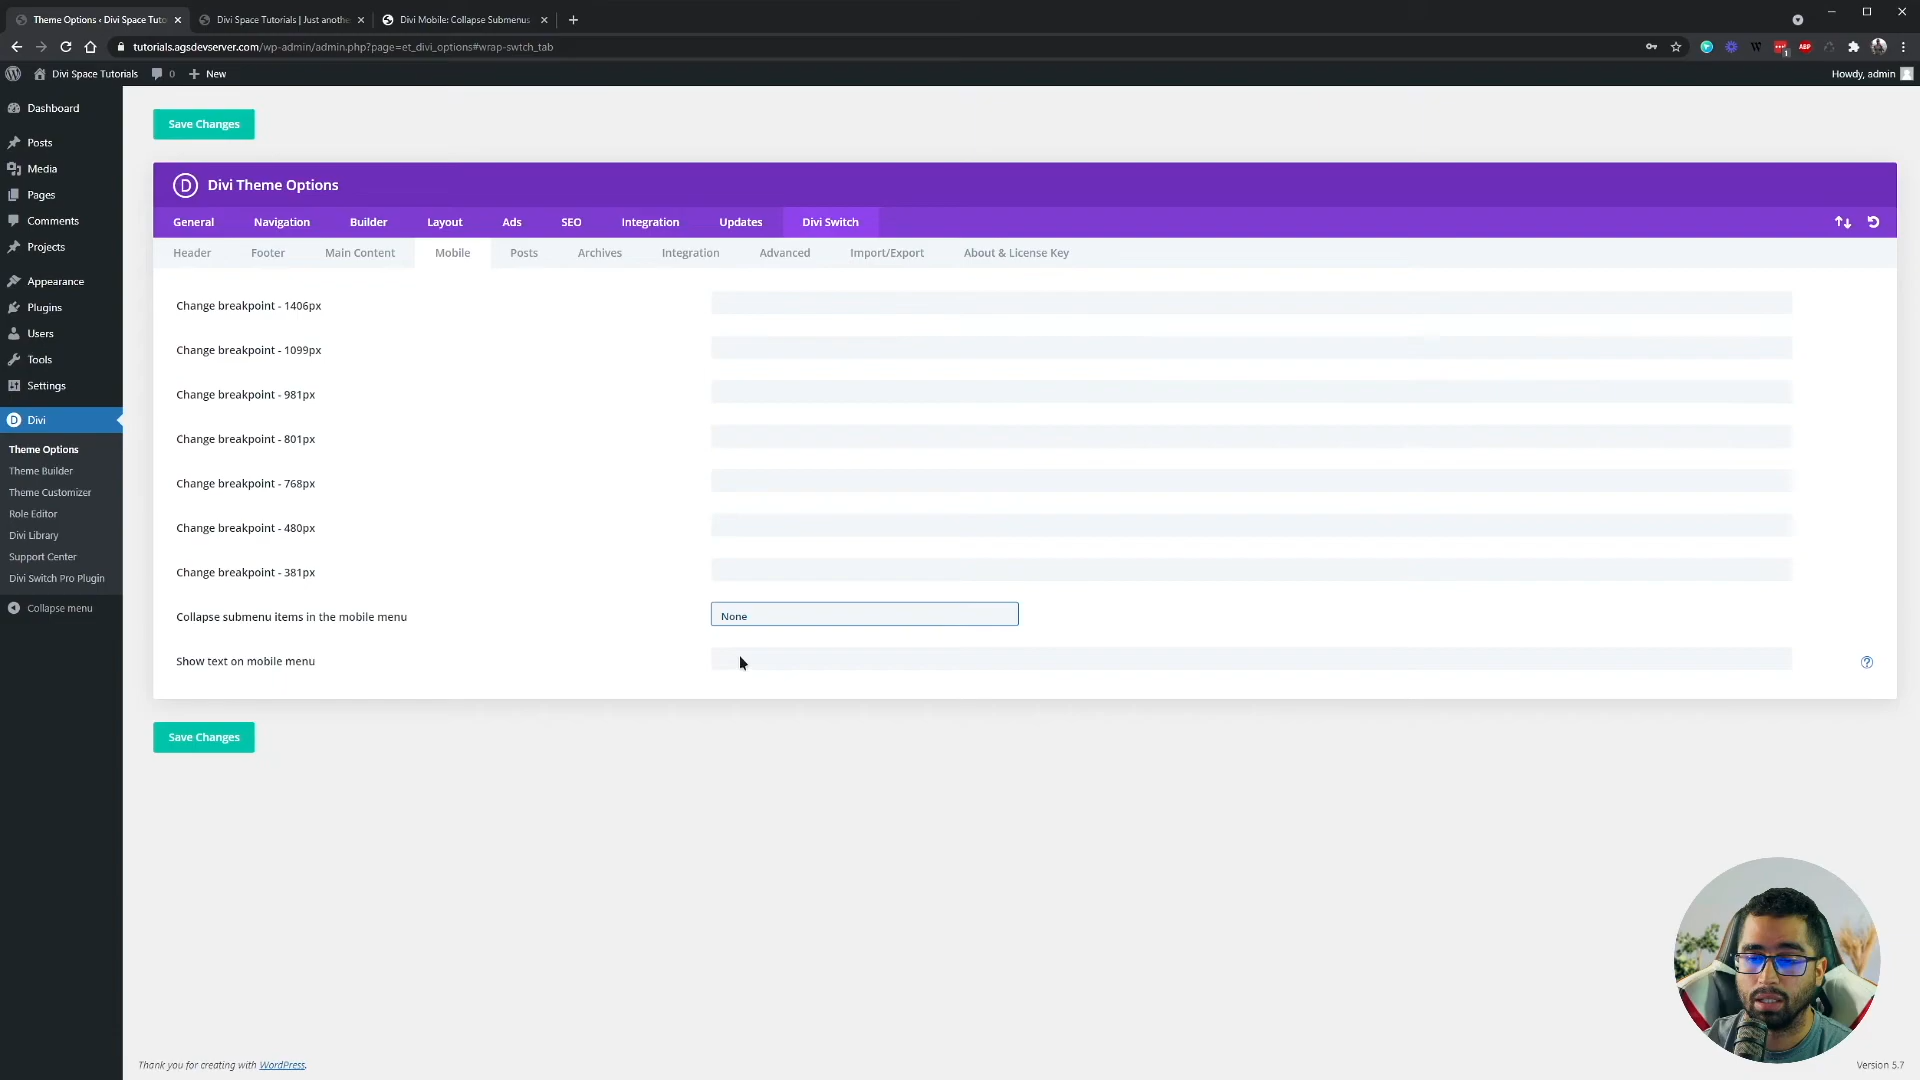 Theme Options ‹ Divi Space Tuto
Divi Space Tutorials | Just anothe
Divi Mobile: Collapse Submenus
tutorials.agsdevserver.com/wp-admin/admin.php?page=et_divi_options#wrap-swtch_tab
ABP
1
Divi Space Tutorials
0
New
Howdy, admin
Dashboard
Posts
Media
Pages
Comments
Projects
Appearance
Plugins
Users
Tools
Settings
Divi
Theme Options
Theme Builder
Theme Customizer
Role Editor
Divi Library
Support Center
Divi Switch Pro Plugin
Collapse menu
Save Changes
D
Divi Theme Options
General
Navigation
Builder
Layout
Ads
SEO
Integration
Updates
Divi Switch
Header
Footer
Main Content
Mobile
Posts
Archives
Integration
Advanced
Import/Export
About & License Key
Change breakpoint - 1406px
Change breakpoint - 1099px
Change breakpoint - 981px
Change breakpoint - 801px
Change breakpoint - 768px
Change breakpoint - 480px
Change breakpoint - 381px
Collapse submenu items in the mobile menu
None
Show text on mobile menu
?
Save Changes
Thank you for creating with WordPress.
Version 5.7